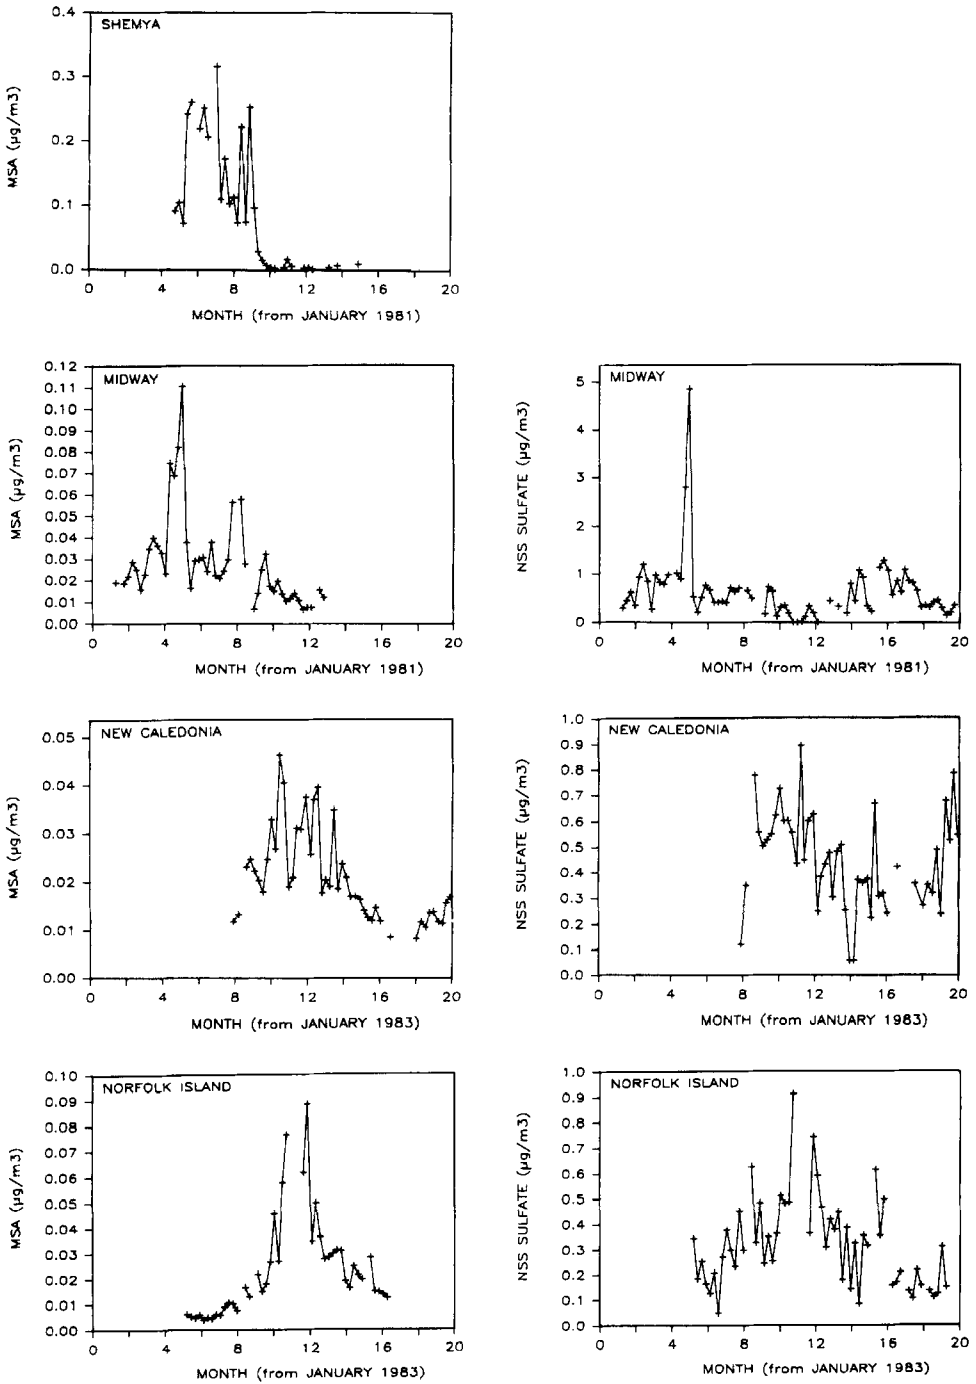 SHEMYA
MSA (µg/m3)
0.4
0.3
0.2
0.1
0.0
0 4 8 12 16 20
MONTH (from JANUARY 1981)
MIDWAY
MSA (µg/m3)
0.12
0.11
0.10
0.09
0.08
0.07
0.06
0.05
0.04
0.03
0.02
0.01
0.00
0 4 8 12 16 20
MONTH (from JANUARY 1981)
MIDWAY
NSS SULFATE (µg/m3)
5
4
3
2
1
0
0 4 8 12 16 20
MONTH (from JANUARY 1981)
NEW CALEDONIA
MSA (µg/m3)
0.05
0.04
0.03
0.02
0.01
0.00
0 4 8 12 16 20
MONTH (from JANUARY 1983)
NEW CALEDONIA
NSS SULFATE (µg/m3)
1.0
0.9
0.8
0.7
0.6
0.5
0.4
0.3
0.2
0.1
0.0
0 4 8 12 16 20
MONTH (from JANUARY 1983)
NORFOLK ISLAND
MSA (µg/m3)
0.10
0.09
0.08
0.07
0.06
0.05
0.04
0.03
0.02
0.01
0.00
0 4 8 12 16 20
MONTH (from JANUARY 1983)
NORFOLK ISLAND
NSS SULFATE (µg/m3)
1.0
0.9
0.8
0.7
0.6
0.5
0.4
0.3
0.2
0.1
0.0
0 4 8 12 16 20
MONTH (from JANUARY 1983)